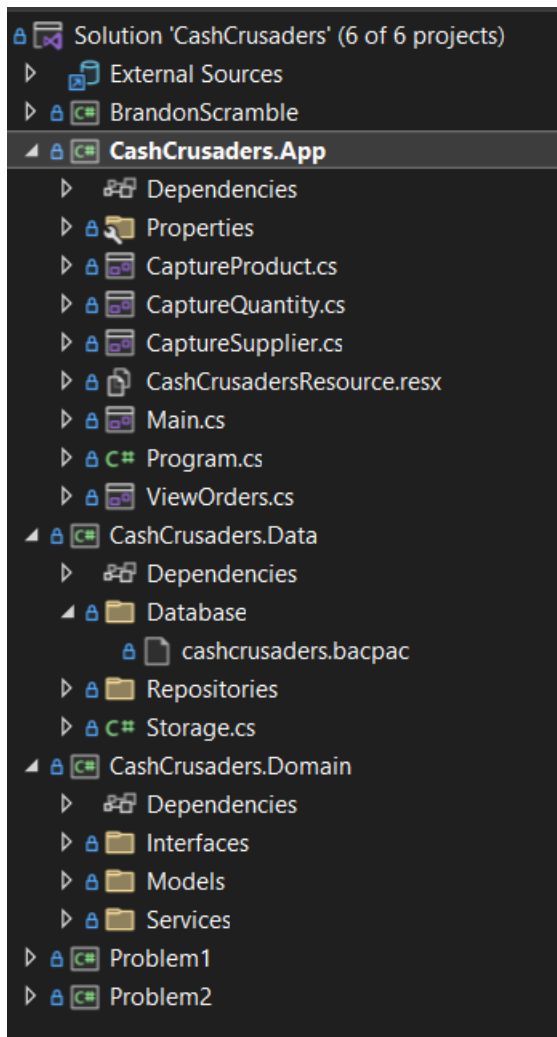 Solution 'CashCrusaders' (6 of 6 projects)
External Sources
C# BrandonScramble
C# CashCrusaders.App
Dependencies
Properties
CaptureProduct.cs
CaptureQuantity.cs
CaptureSupplier.cs
CashCrusadersResource.resx
Main.cs
C# Program.cs
ViewOrders.cs
C# CashCrusaders.Data
Dependencies
Database
cashcrusaders.bacpac
Repositories
C# Storage.cs
C# CashCrusaders.Domain
Dependencies
Interfaces
Models
Services
C# Problem1
C# Problem2